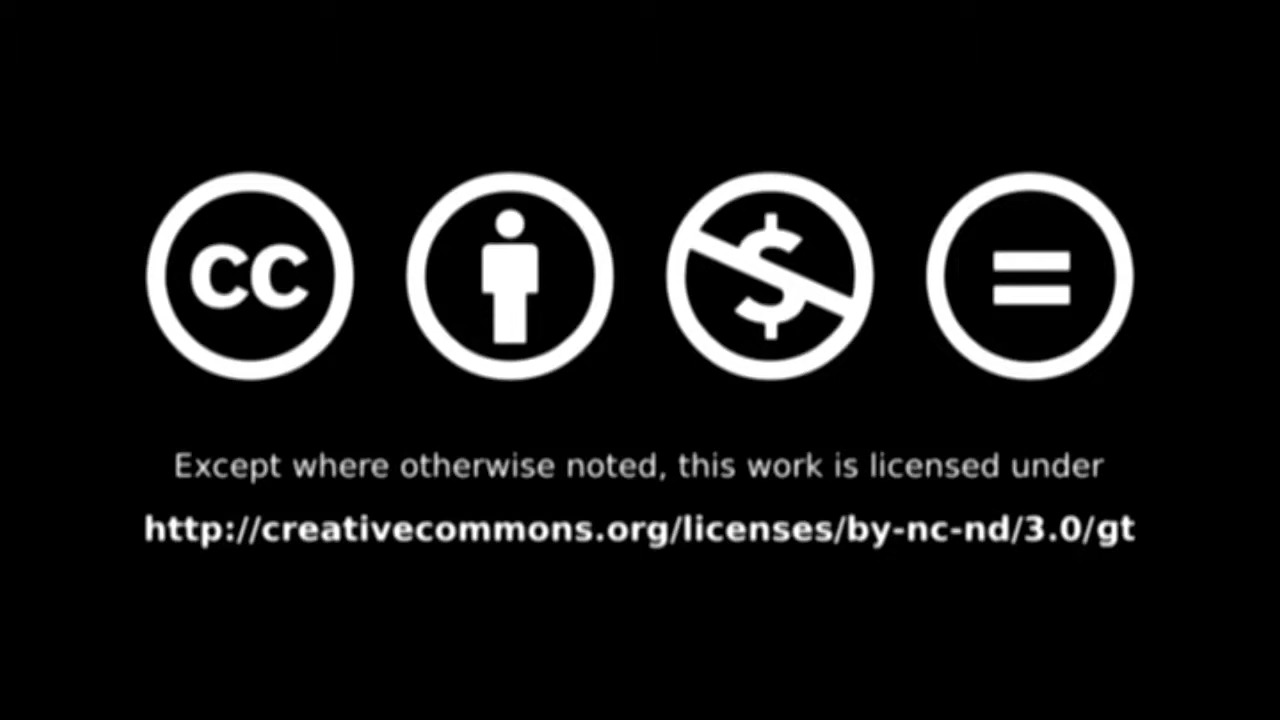 cc
Except where otherwise noted, this work is licensed under
http://creativecommons.org/licenses/by-nc-nd/3.0/gt